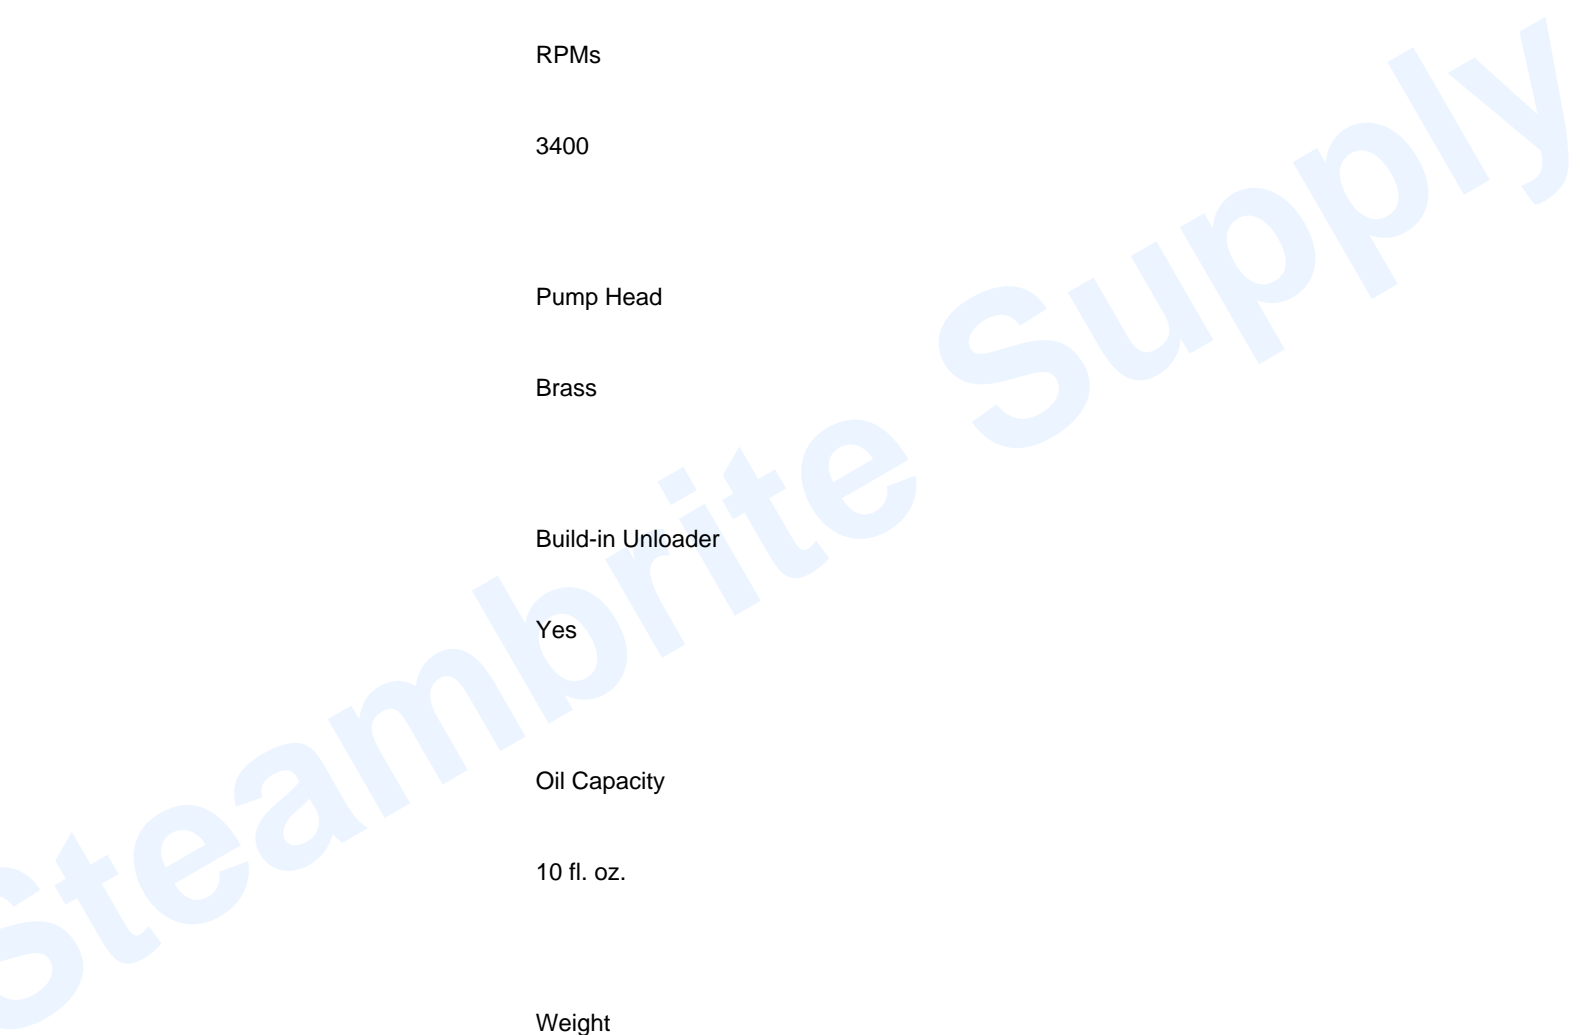 RPMs
3400
Pump Head
Brass
Build-in Unloader
Yes
Oil Capacity
10 fl. oz.
Weight
Steambrite Supply